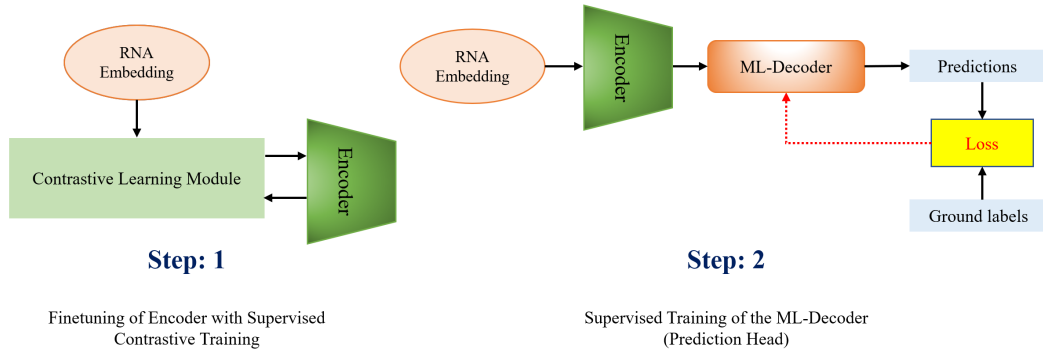 RNA
Embedding
Contrastive Learning Module
Encoder
Step: 1
Finetuning of Encoder with Supervised
Contrastive Training
RNA
Embedding
Encoder
ML-Decoder
Predictions
Loss
Ground labels
Step: 2
Supervised Training of the ML-Decoder
(Prediction Head)